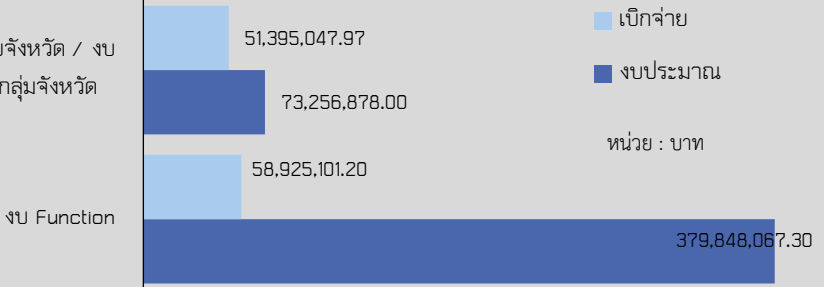 51,395,047.97
เบิกจ่าย
จังหวัด / งบ
กลุ่มจังหวัด
73,256,878.00
งบประมาณ
หน่วย : บาท
58,925,101.20
งบ Function
379,848,067.30